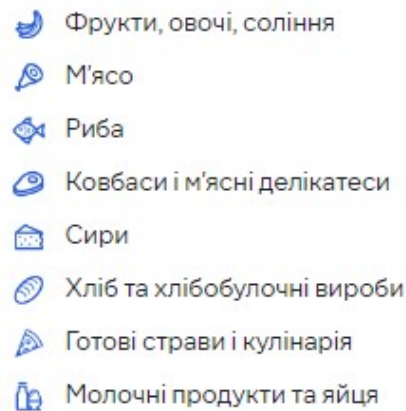 Фрукти, овочі, соління
М'ясо
Риба
Ковбаси і м'ясні делікатеси
Сири
Хліб та хлібобулочні вироби
Готові страви і кулінарія
Молочні продукти та яйця